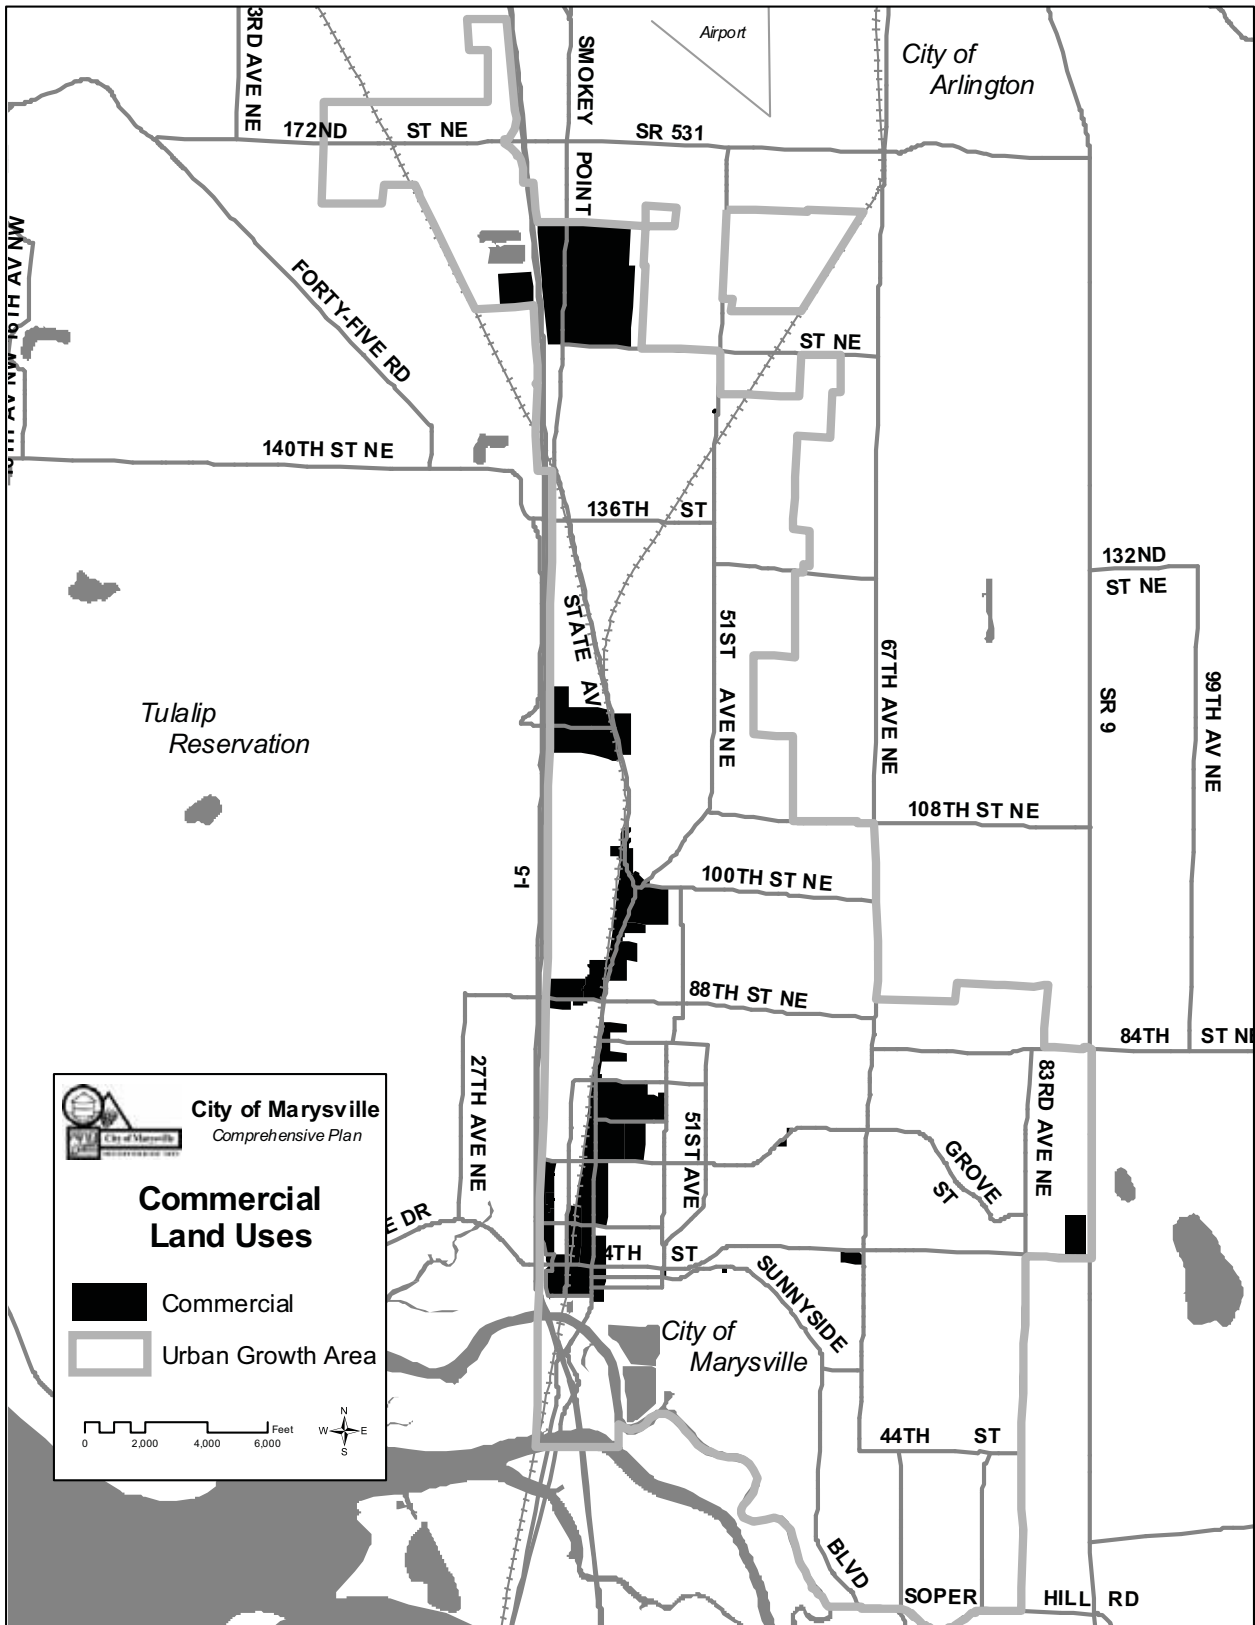 3RD AVE NE
SMOKEY POINT
Airport
City of
Arlington
172ND ST NE
SR 531
FORTY-FIVE RD
ST NE
140TH ST NE
136TH ST
132ND
ST NE
STATE AV
51ST AVE NE
67TH AVE NE
SR 9
99TH AV NE
Tulalip
Reservation
108TH ST NE
I-5
100TH ST NE
88TH ST NE
84TH ST NE
27TH AVE NE
51ST AVE
83RD AVE NE
GROVE
ST
E DR
4TH ST
SUNNYSIDE
BLVD
City of
Marysville
44TH ST
SOPER HILL RD
City of Marysville
City of Marysville
Comprehensive Plan
Commercial
Land Uses
Commercial
Urban Growth Area
Feet
0 2,000 4,000 6,000
N
W E
S